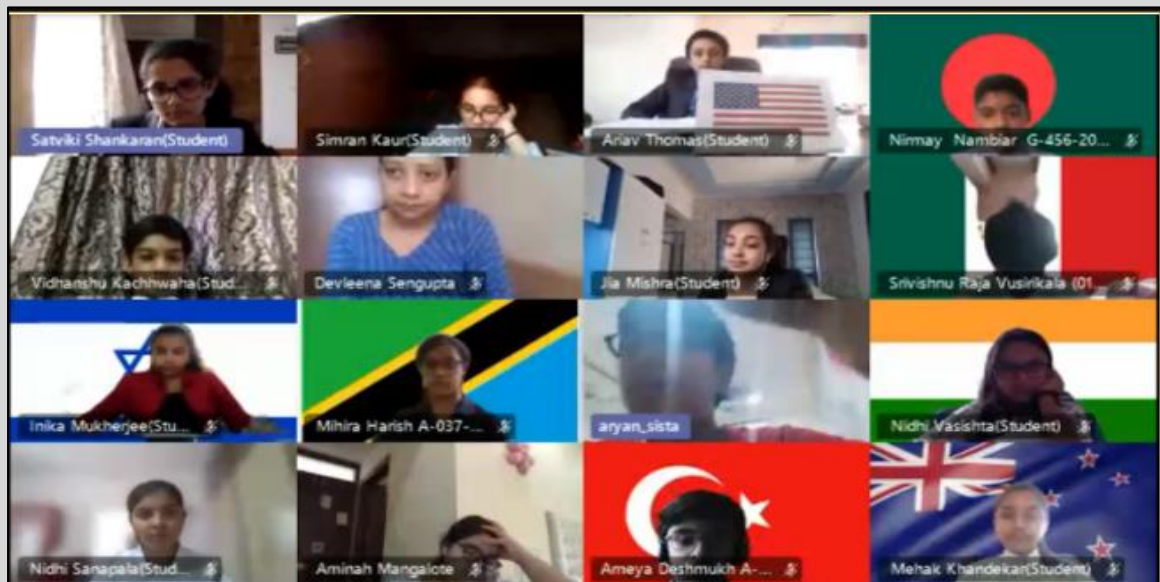 Satviki Shankaran(Student)
Simran Kaur(Student)
Ariav Thomas(Student)
Nirmay Nambiar G-456-20...
Vidhanshu Kachhwaha(Stud...
Devleena Sengupta
Jia Mishra(Student)
Srivishnu Raja Vusirikala (01...
Inika Mukherjee(Stu...
Mihira Harish A-037-...
aryan_sista
Nidhi Vasishta(Student)
Nidhi Sanapala(Stud...
Aminah Mangalote
Ameya Deshmukh A-...
Mehak Khandekar(Student)